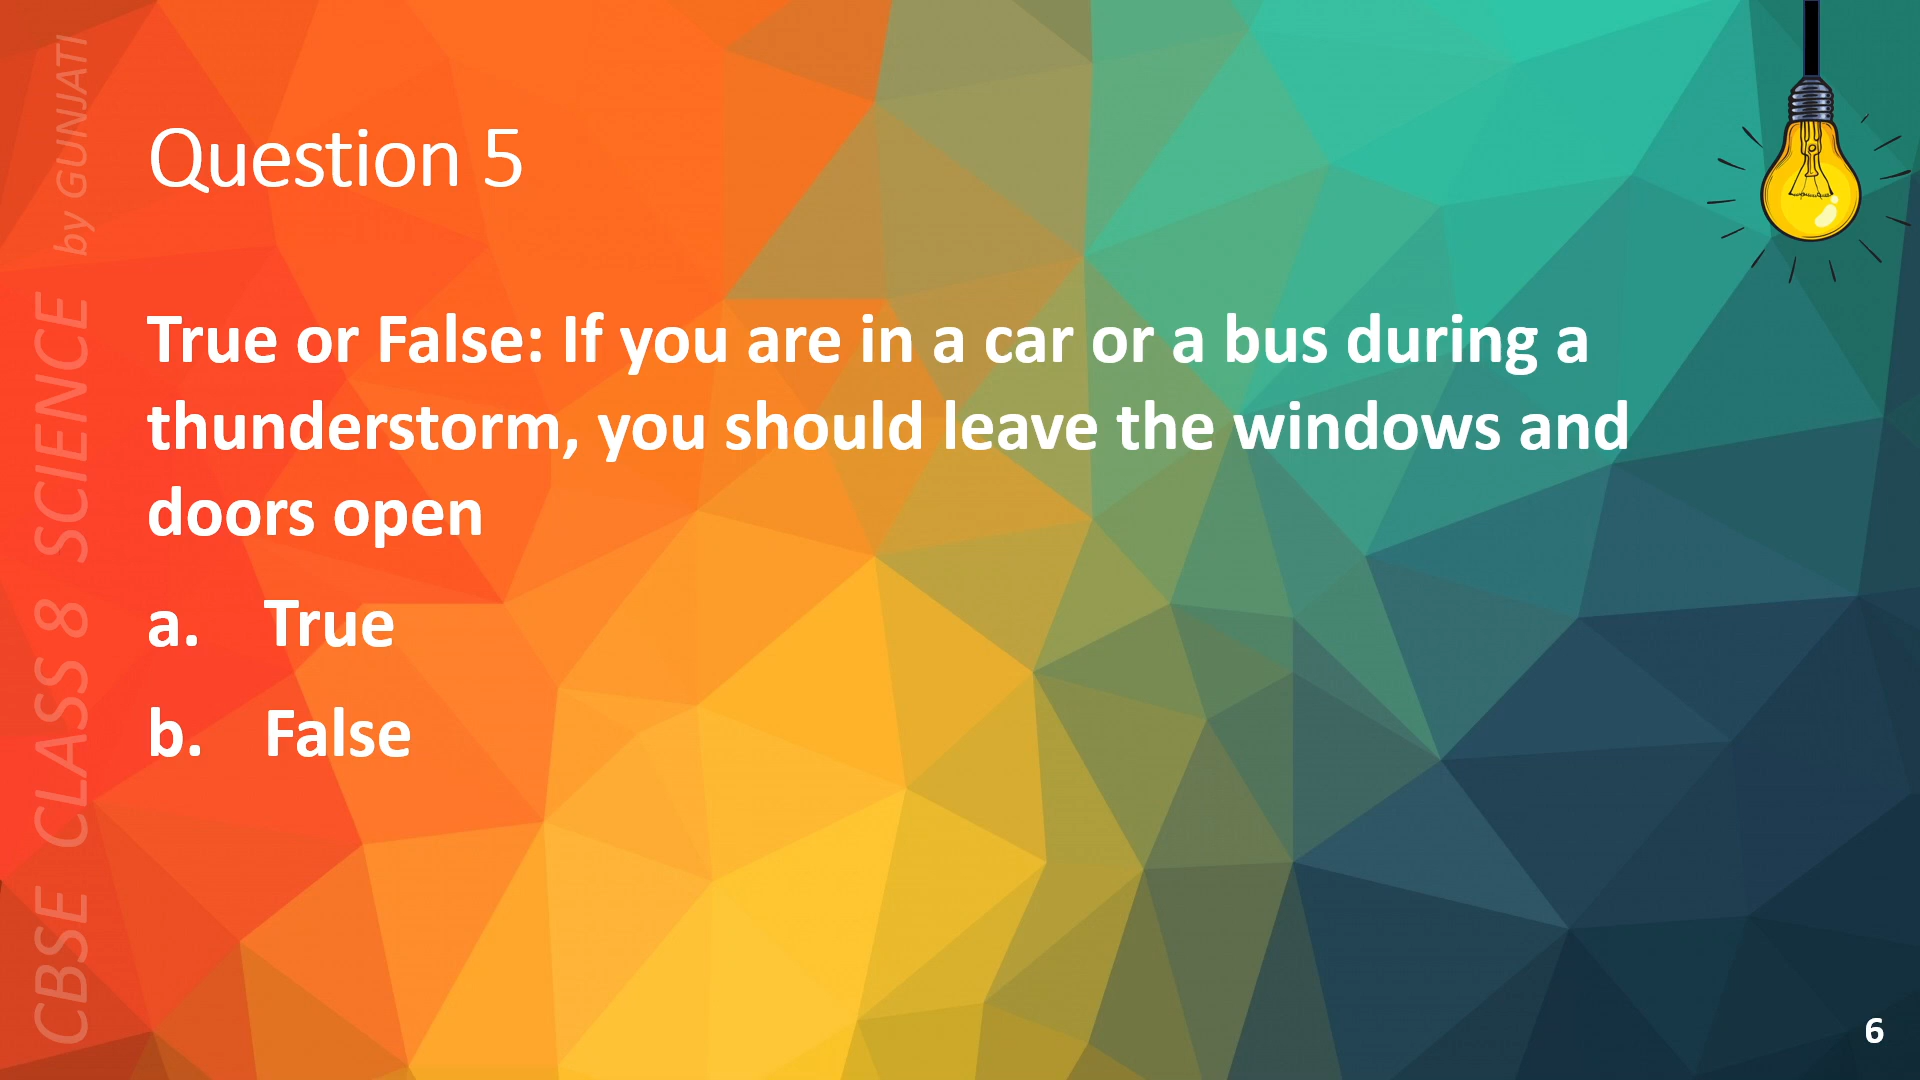 CBSE CLASS 8 SCIENCE by GUNJATI
Question 5
True or False: If you are in a car or a bus during a
thunderstorm, you should leave the windows and
doors open
a. True
b. False
6